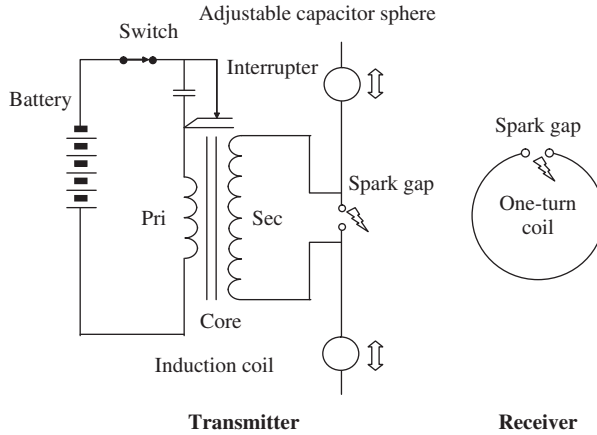 Adjustable capacitor sphere
Switch
Interrupter
Battery
Spark gap
Spark gap
Pri
Sec
One-turn
coil
Core
Induction coil
Transmitter
Receiver